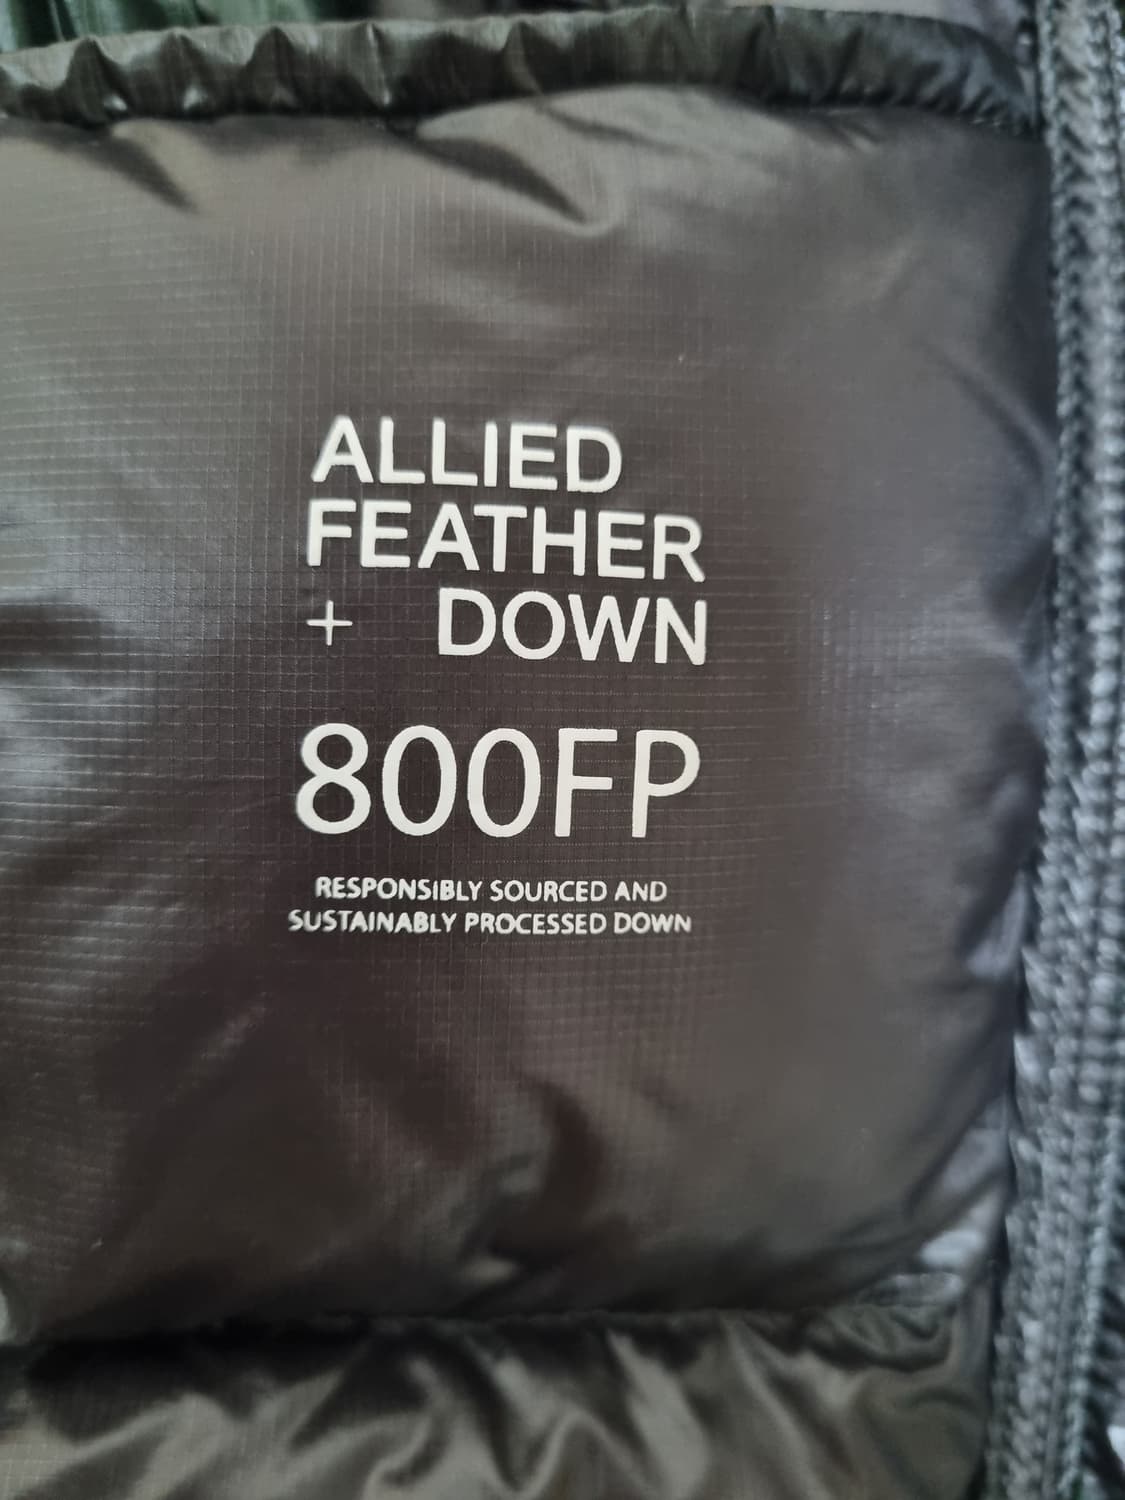 ALLIED
FEATHER
+ DOWN
800FP
RESPONSIBLY SOURCED AND
SUSTAINABLY PROCESSED DOWN